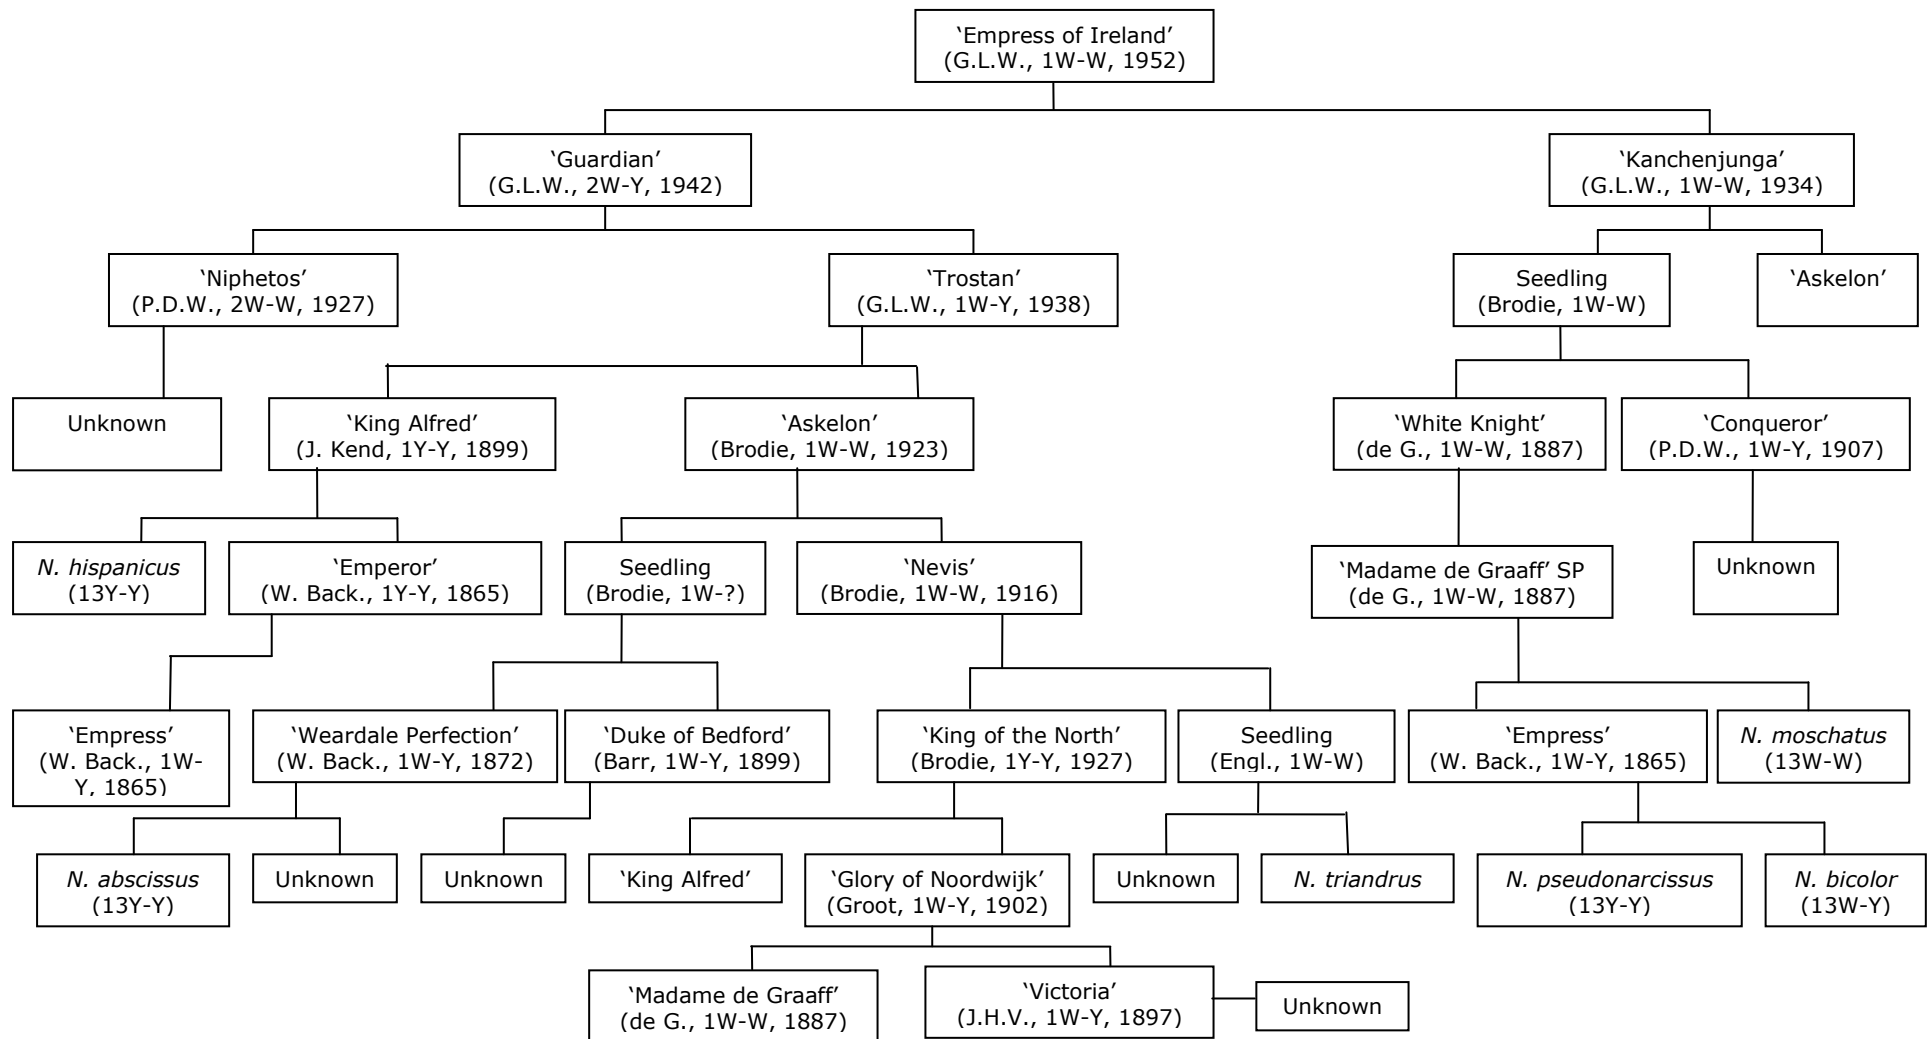 ‘Empress of Ireland’
(G.L.W., 1W-W, 1952)
‘Guardian’
(G.L.W., 2W-Y, 1942)
‘Kanchenjunga’
(G.L.W., 1W-W, 1934)
‘Niphetos’
(P.D.W., 2W-W, 1927)
‘Trostan’
(G.L.W., 1W-Y, 1938)
Seedling
(Brodie, 1W-W)
‘Askelon’
Unknown
‘King Alfred’
(J. Kend, 1Y-Y, 1899)
‘Askelon’
(Brodie, 1W-W, 1923)
‘White Knight’
(de G., 1W-W, 1887)
‘Conqueror’
(P.D.W., 1W-Y, 1907)
N. hispanicus
(13Y-Y)
‘Emperor’
(W. Back., 1Y-Y, 1865)
Seedling
(Brodie, 1W-?)
‘Nevis’
(Brodie, 1W-W, 1916)
‘Madame de Graaff’ SP
(de G., 1W-W, 1887)
Unknown
‘Empress’
(W. Back., 1W-
Y, 1865)
‘Weardale Perfection’
(W. Back., 1W-Y, 1872)
‘Duke of Bedford’
(Barr, 1W-Y, 1899)
‘King of the North’
(Brodie, 1Y-Y, 1927)
Seedling
(Engl., 1W-W)
‘Empress’
(W. Back., 1W-Y, 1865)
N. moschatus
(13W-W)
N. abscissus
(13Y-Y)
Unknown
Unknown
‘King Alfred’
‘Glory of Noordwijk’
(Groot, 1W-Y, 1902)
Unknown
N. triandrus
N. pseudonarcissus
(13Y-Y)
N. bicolor
(13W-Y)
‘Madame de Graaff’
(de G., 1W-W, 1887)
‘Victoria’
(J.H.V., 1W-Y, 1897)
Unknown